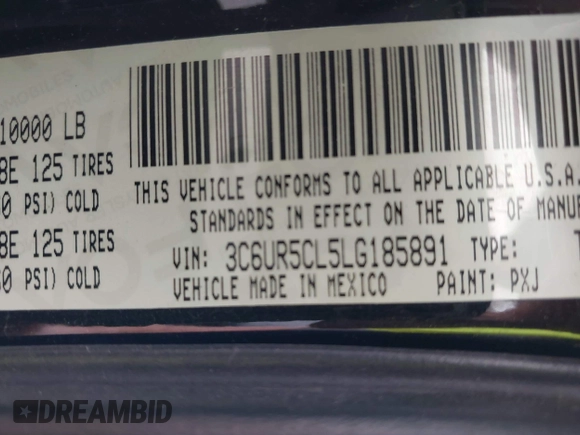 10000 LB
8E 125 TIRES
0 PSI) COLD
8E 125 TIRES
0 PSI) COLD
THIS VEHICLE CONFORMS TO ALL APPLICABLE U.S.A.
STANDARDS IN EFFECT ON THE DATE OF MANUF
VIN: 3C6UR5CL5LG185891 TYPE: T
VEHICLE MADE IN MEXICO PAINT: PXJ
DREAMBID